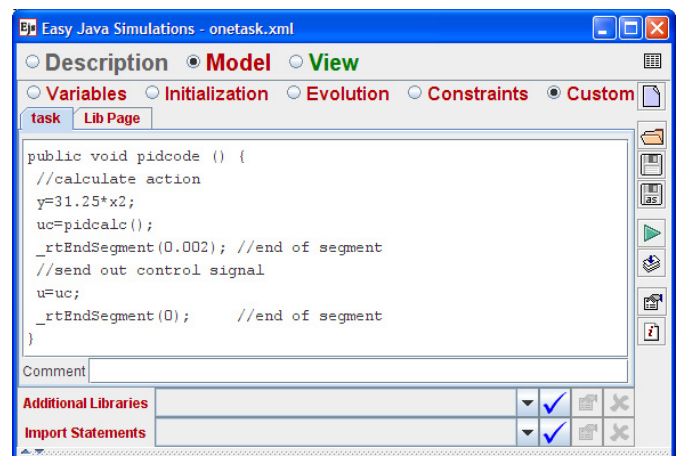 Ejs Easy Java Simulations - onetask.xml
Description Model View
Variables Initialization Evolution Constraints Custom
task Lib Page
public void pidcode () {
//calculate action
y=31.25*x2;
uc=pidcalc();
_rtEndSegment(0.002); //end of segment
//send out control signal
u=uc;
_rtEndSegment(0); //end of segment
}
as
i
Comment
Additional Libraries
Import Statements